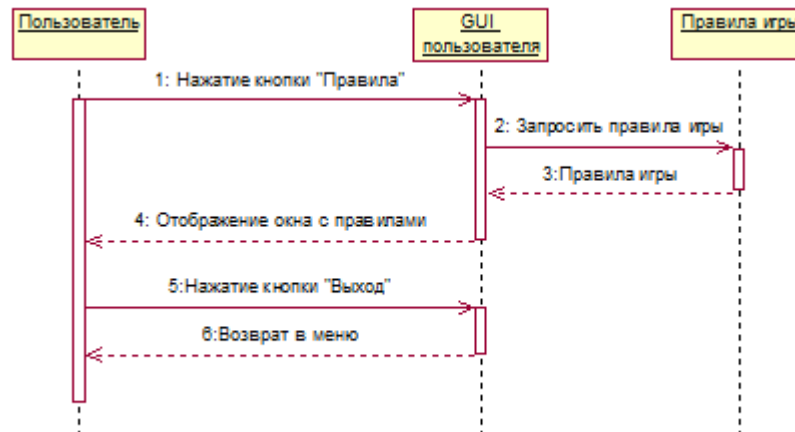 Пользователь
GUI
пользователя
Правила игры
1: Нажатие кнопки "Правила"
2: Запросить правила игры
3:Правила игры
4: Отображение окна с правилами
5:Нажатие кнопки "Выход"
6:Возврат в меню